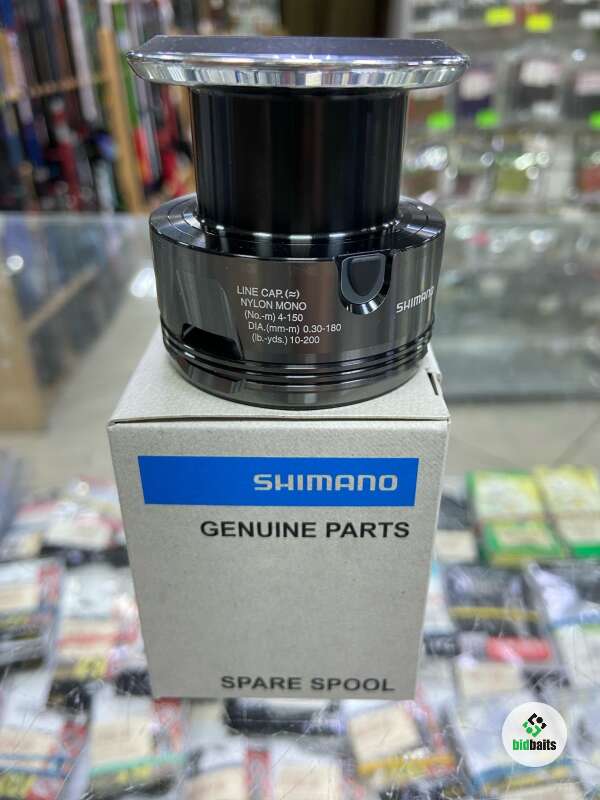 LINE CAP.(≈)
NYLON MONO
(No.-m) 4-150
DIA.(mm-m) 0.30-180
(lb.-yds.) 10-200
SHIMANO
SHIMANO
GENUINE PARTS
SPARE SPOOL
bidbaits